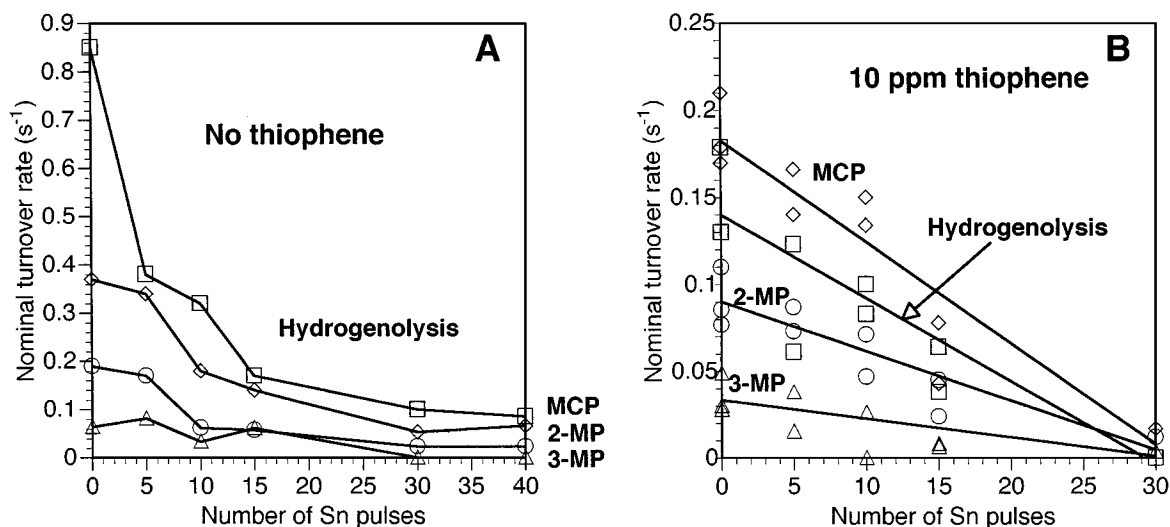 A
No thiophene
Hydrogenolysis
MCP
2-MP
3-MP
0.9
0.8
0.7
0.6
0.5
0.4
0.3
0.2
0.1
0
Nominal turnover rate (s⁻¹)
0 5 10 15 20 25 30 35 40
Number of Sn pulses
B
10 ppm thiophene
MCP
Hydrogenolysis
2-MP
3-MP
0.25
0.2
0.15
0.1
0.05
0
Nominal turnover rate (s⁻¹)
0 5 10 15 20 25 30
Number of Sn pulses